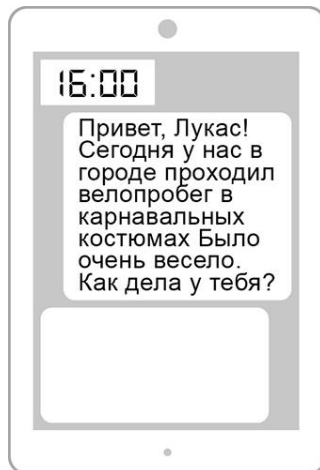 16:00
Привет, Лукас!
Сегодня у нас в
городе проходил
велопробег в
карнавальных
костюмах Было
очень весело.
Как дела у тебя?